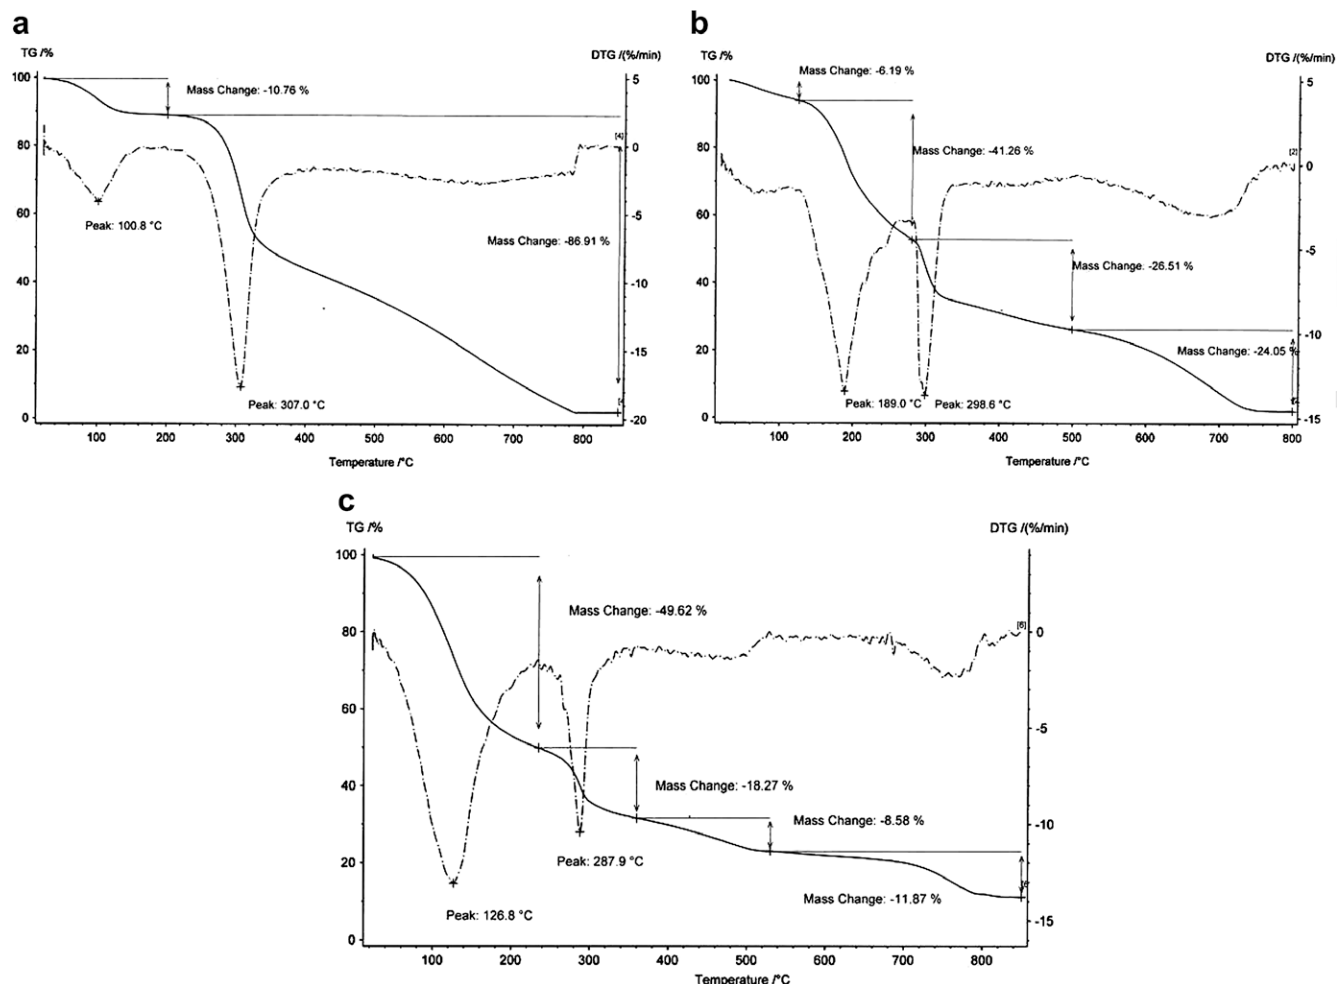 a
TG /%
DTG /(%/min)
100
80
60
40
20
0
5
0
-5
-10
-15
-20
Mass Change: -10.76 %
[4]
Peak: 100.8 °C
Mass Change: -86.91 %
Peak: 307.0 °C
100
200
300
400
500
600
700
800
Temperature /°C
b
TG /%
DTG /(%/min)
100
80
60
40
20
0
5
0
-5
-10
-15
Mass Change: -6.19 %
Mass Change: -41.26 %
[2]
Mass Change: -26.51 %
Mass Change: -24.05 %
Peak: 189.0 °C
Peak: 298.6 °C
100
200
300
400
500
600
700
800
Temperature /°C
c
TG /%
DTG /(%/min)
100
80
60
40
20
0
0
-5
-10
-15
Mass Change: -49.62 %
[6]
Mass Change: -18.27 %
Mass Change: -8.58 %
Peak: 287.9 °C
Mass Change: -11.87 %
Peak: 126.8 °C
100
200
300
400
500
600
700
800
Temperature /°C